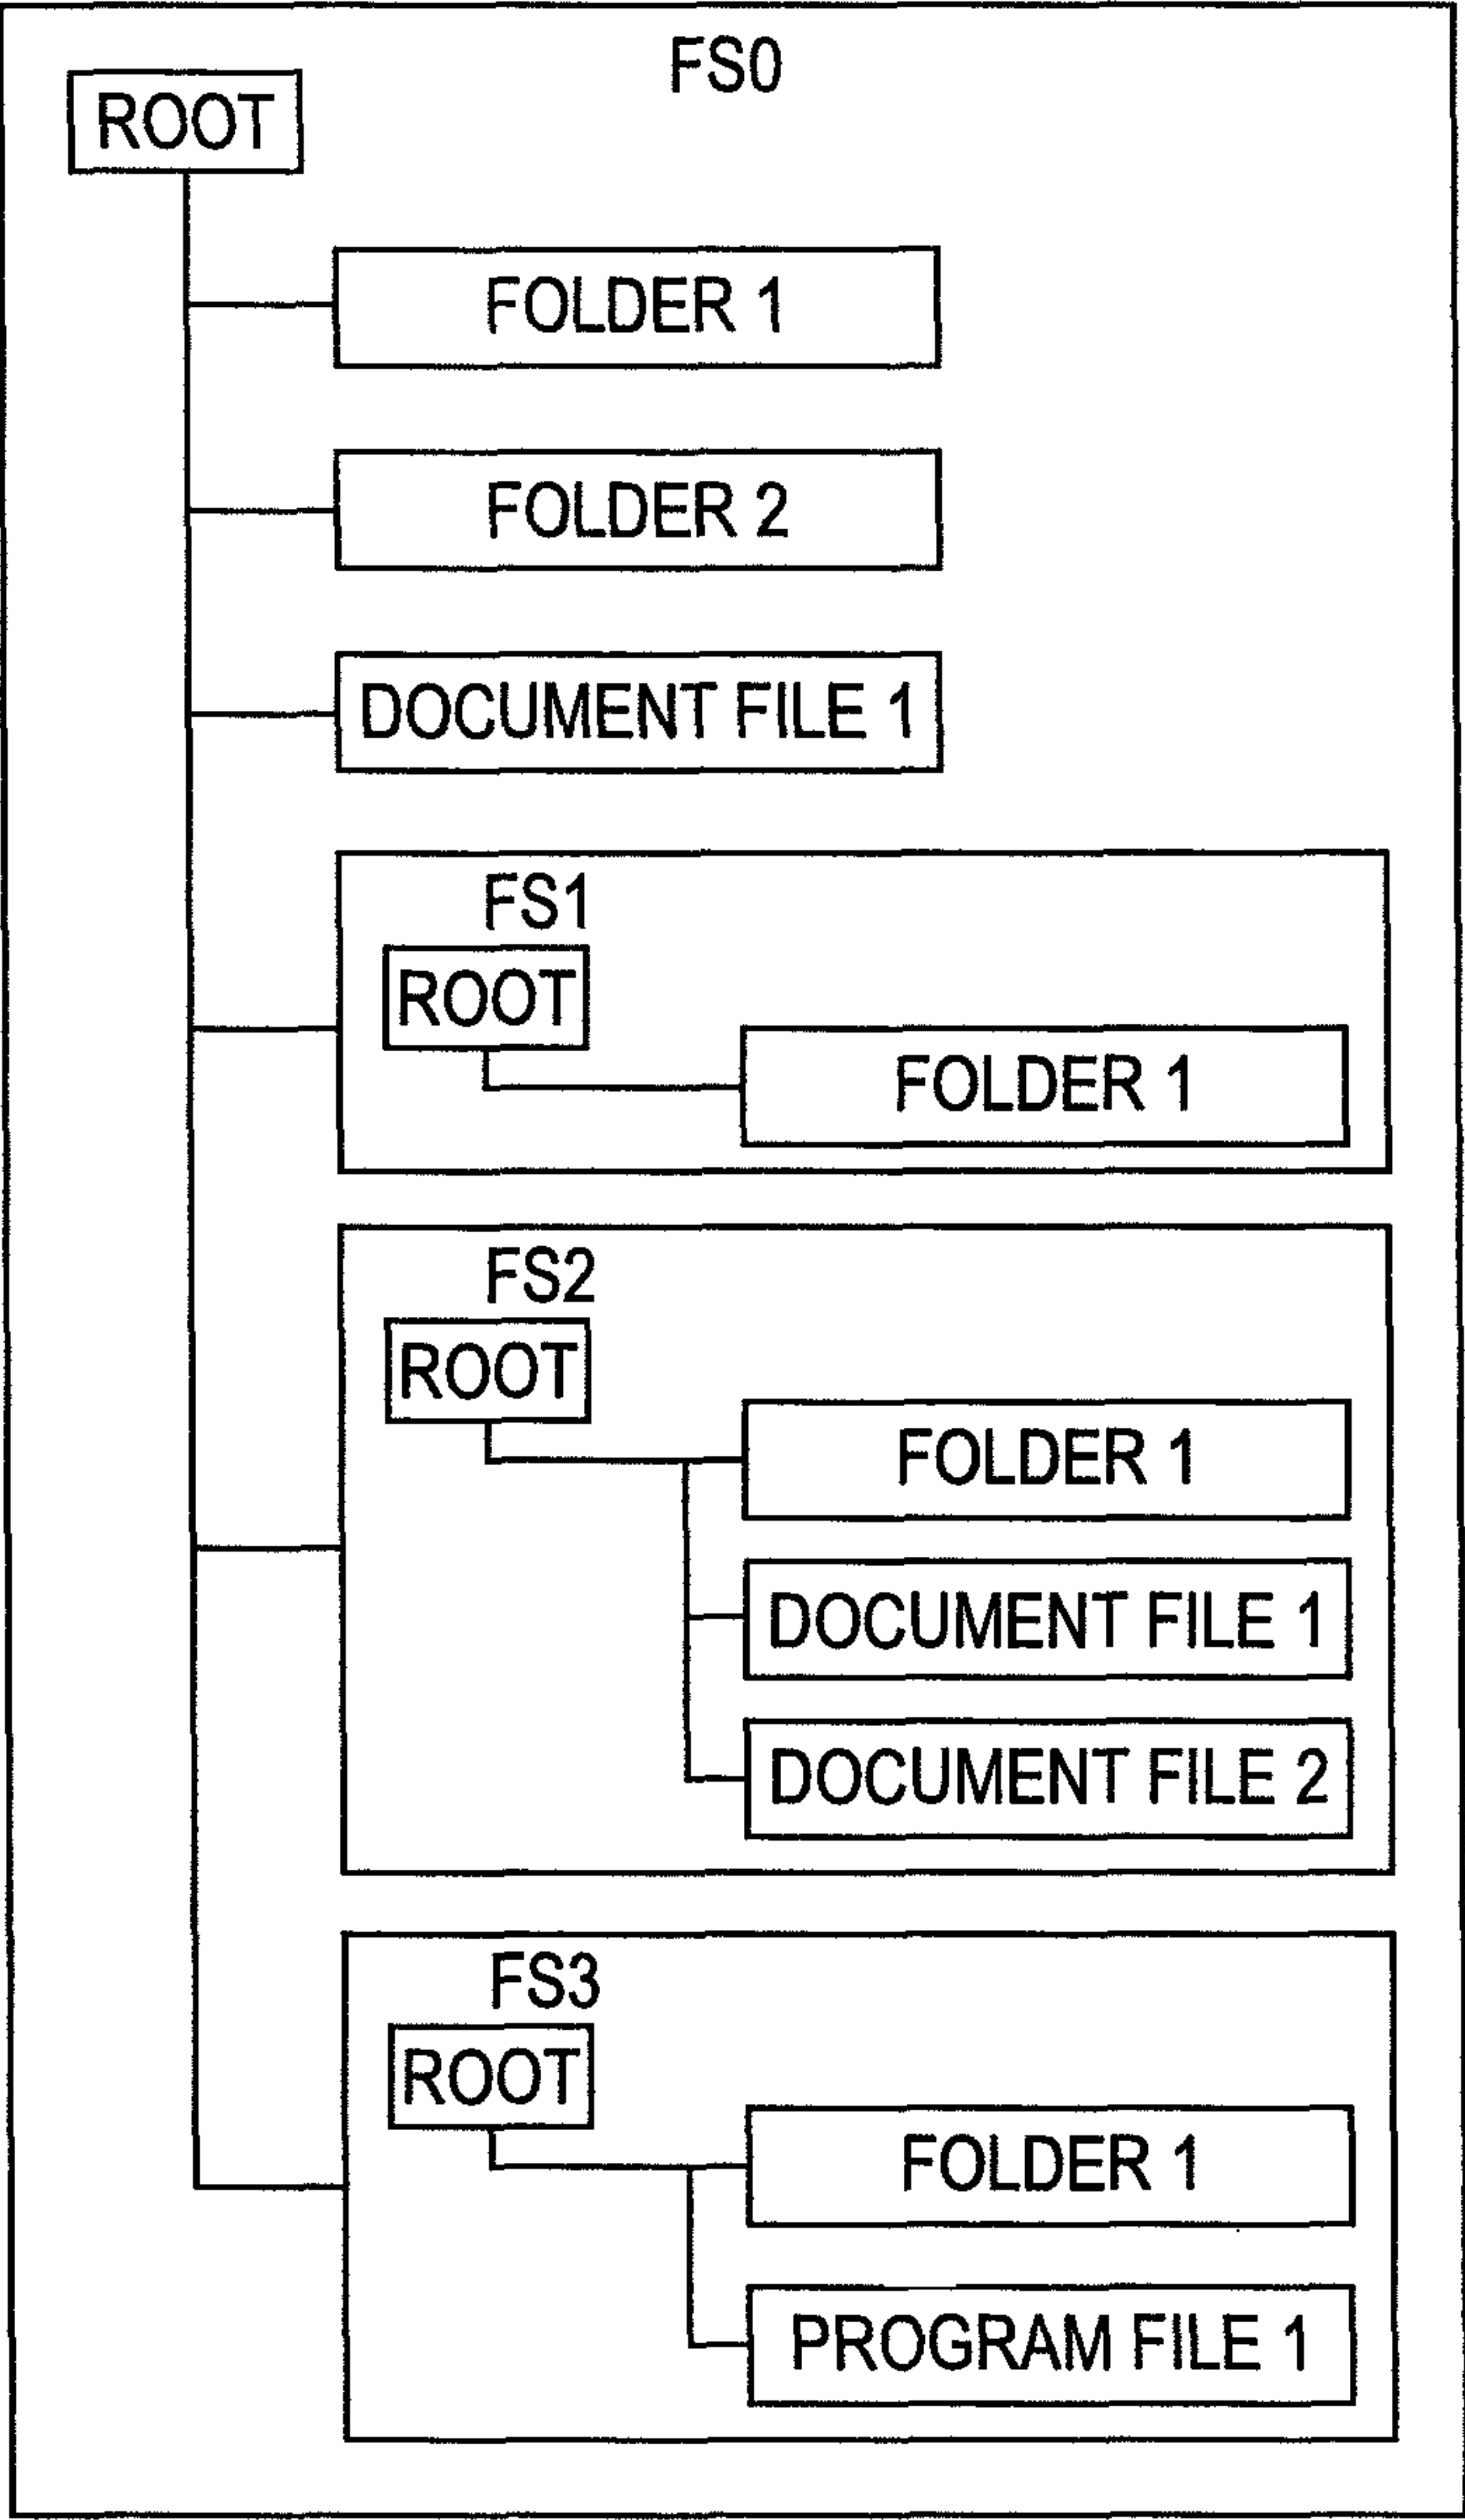 FS0
ROOT
FOLDER 1
FOLDER 2
DOCUMENT FILE 1
FS1
ROOT
FOLDER 1
FS2
ROOT
FOLDER 1
DOCUMENT FILE 1
DOCUMENT FILE 2
FS3
ROOT
FOLDER 1
PROGRAM FILE 1